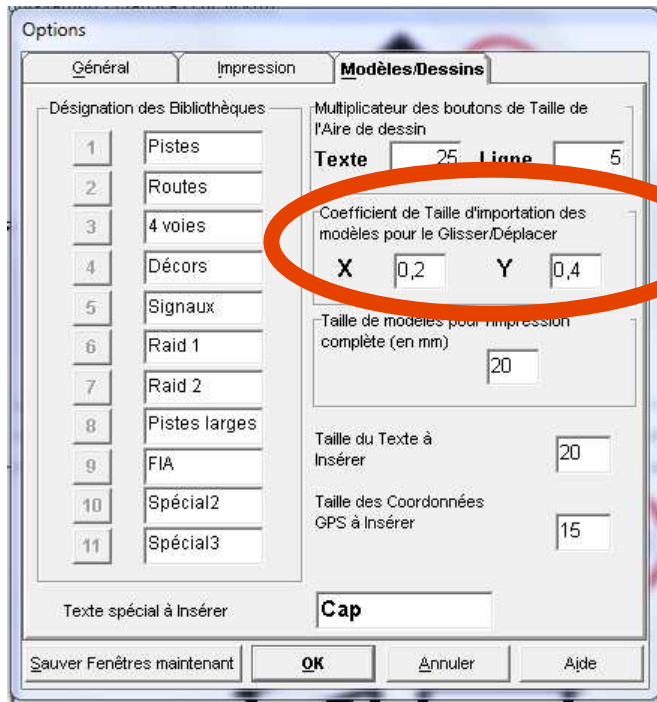 Options
Général
Impression
Modèles/Dessins
Désignation des Bibliothèques
1 Pistes
2 Routes
3 4 voies
4 Décors
5 Signaux
6 Raid 1
7 Raid 2
8 Pistes larges
9 FIA
10 Spécial2
11 Spécial3
Multiplicateur des boutons de Taille de
l'Aire de dessin
Texte 25 Ligne 5
Coefficient de Taille d'importation des
modèles pour le Glisser/Déplacer
X 0,2 Y 0,4
Taille de modèles pour l'impression
complète (en mm)
20
Taille du Texte à
Insérer
20
Taille des Coordonnées
GPS à Insérer
15
Texte spécial à Insérer Cap
Sauver Fenêtres maintenant OK Annuler Aide